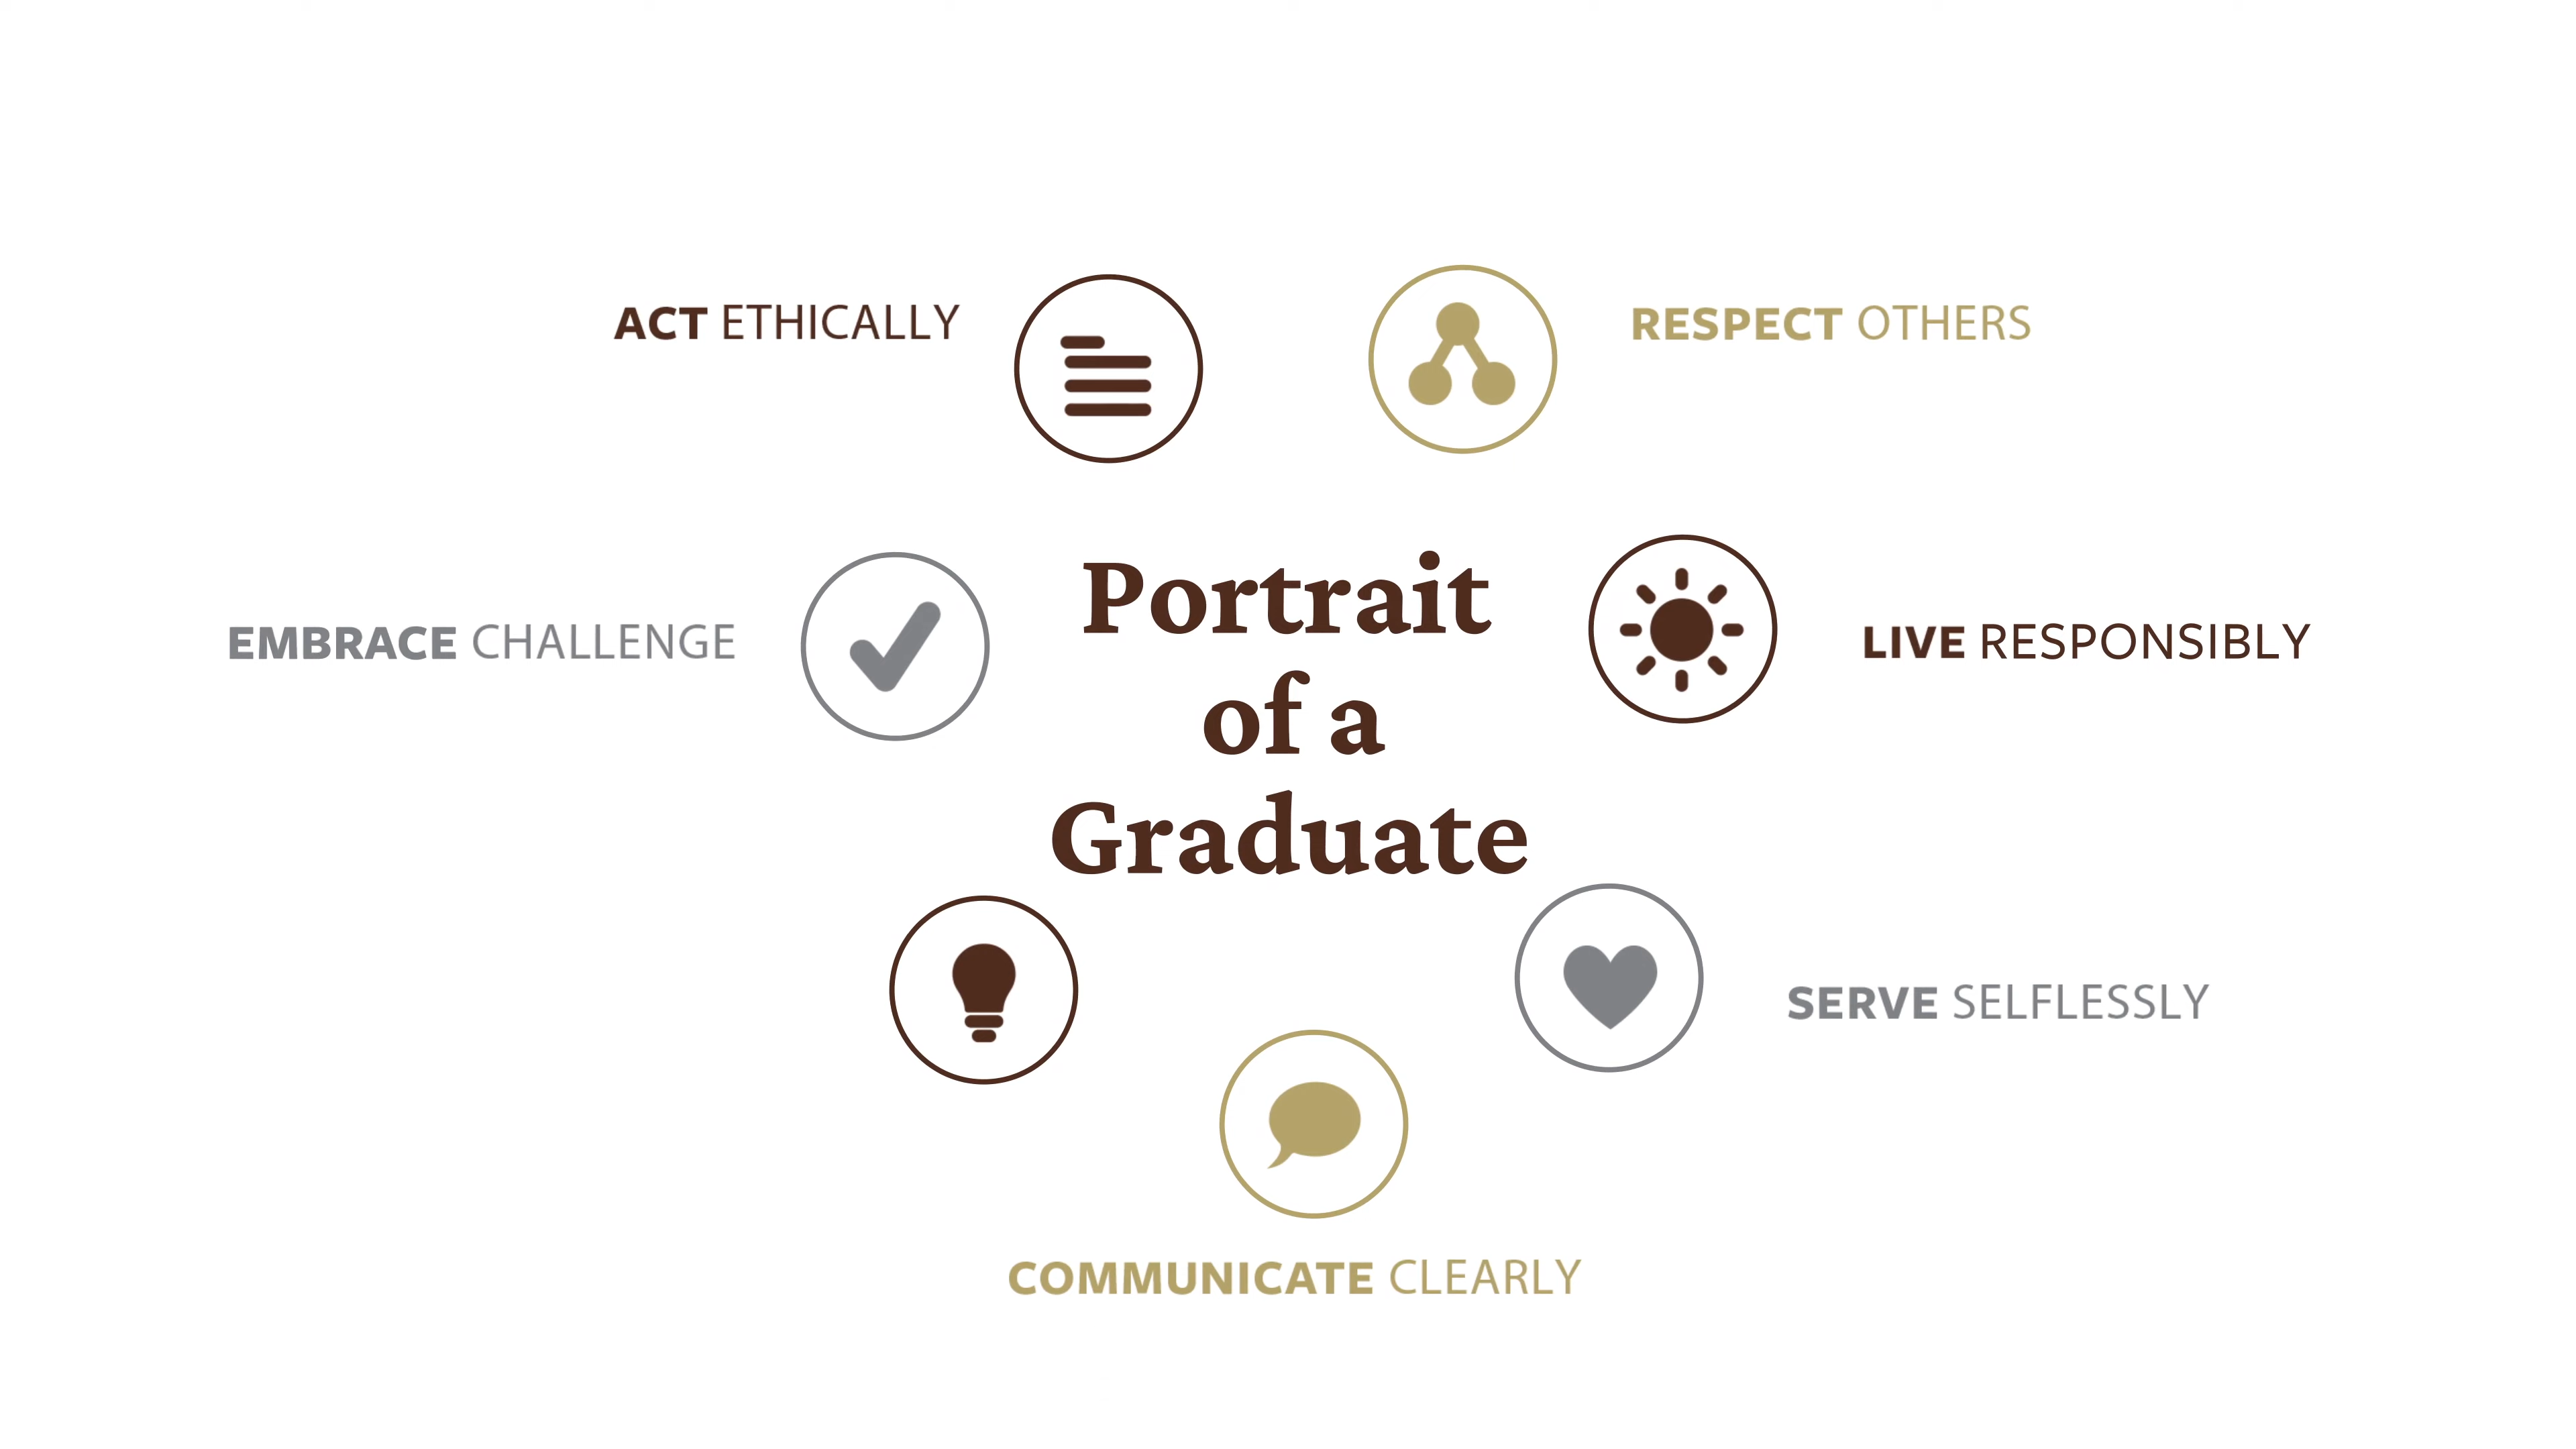 ACT ETHICALLY
RESPECT OTHERS
EMBRACE CHALLENGE
Portrait
of a
Graduate
LIVE RESPONSIBLY
SERVE SELFLESSLY
COMMUNICATE CLEARLY